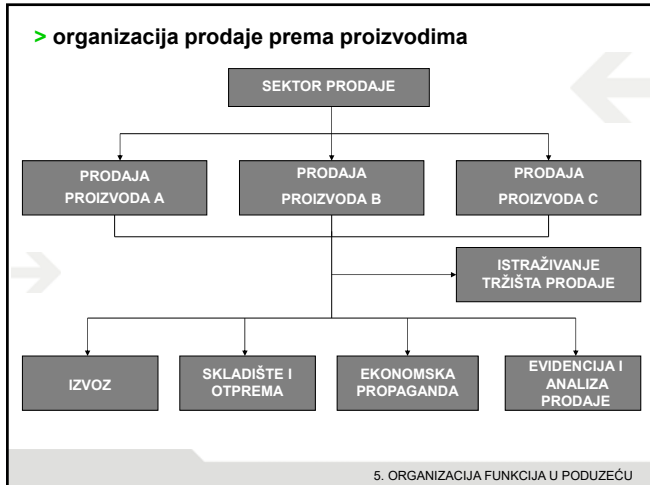 > organizacija prodaje prema proizvodima
SEKTOR PRODAJE
PRODAJA
PROIZVODA A
PRODAJA
PROIZVODA B
PRODAJA
PROIZVODA C
ISTRAŽIVANJE
TRŽIŠTA PRODAJE
IZVOZ
SKLADIŠTE I
OTPREMA
EKONOMSKA
PROPAGANDA
EVIDENCIJA I
ANALIZA
PRODAJE
5. ORGANIZACIJA FUNKCIJA U PODUZEĆU